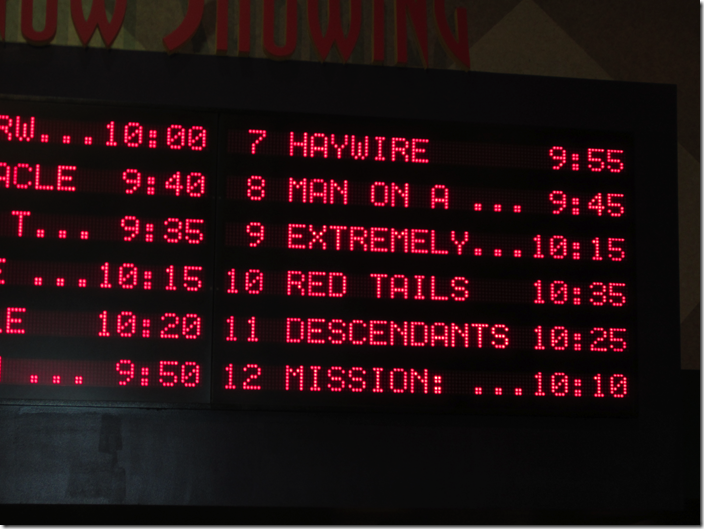 NOW SHOWING
RW...10:00
ACLE 9:40
T... 9:35
E ...10:15
LE 10:20
... 9:50
7 HAYWIRE 9:55
8 MAN ON A ... 9:45
9 EXTREMELY...10:15
10 RED TAILS 10:35
11 DESCENDANTS 10:25
12 MISSION: ...10:10